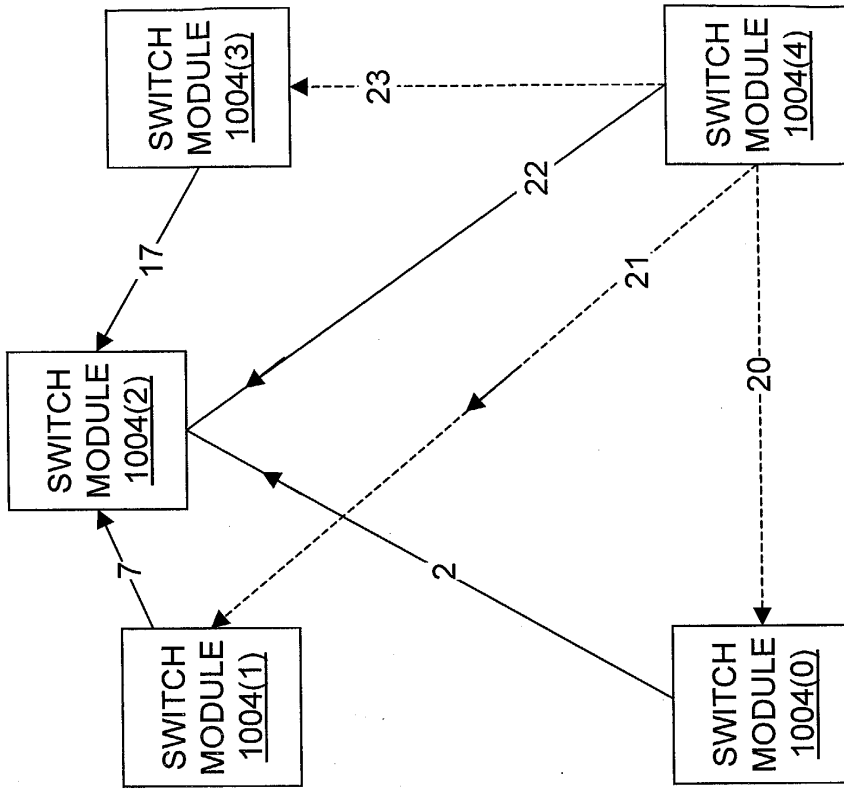 SWITCH
MODULE
1004(3)
23
SWITCH
MODULE
1004(4)
17
22
SWITCH
MODULE
1004(2)
21
20
7
2
SWITCH
MODULE
1004(1)
SWITCH
MODULE
1004(0)